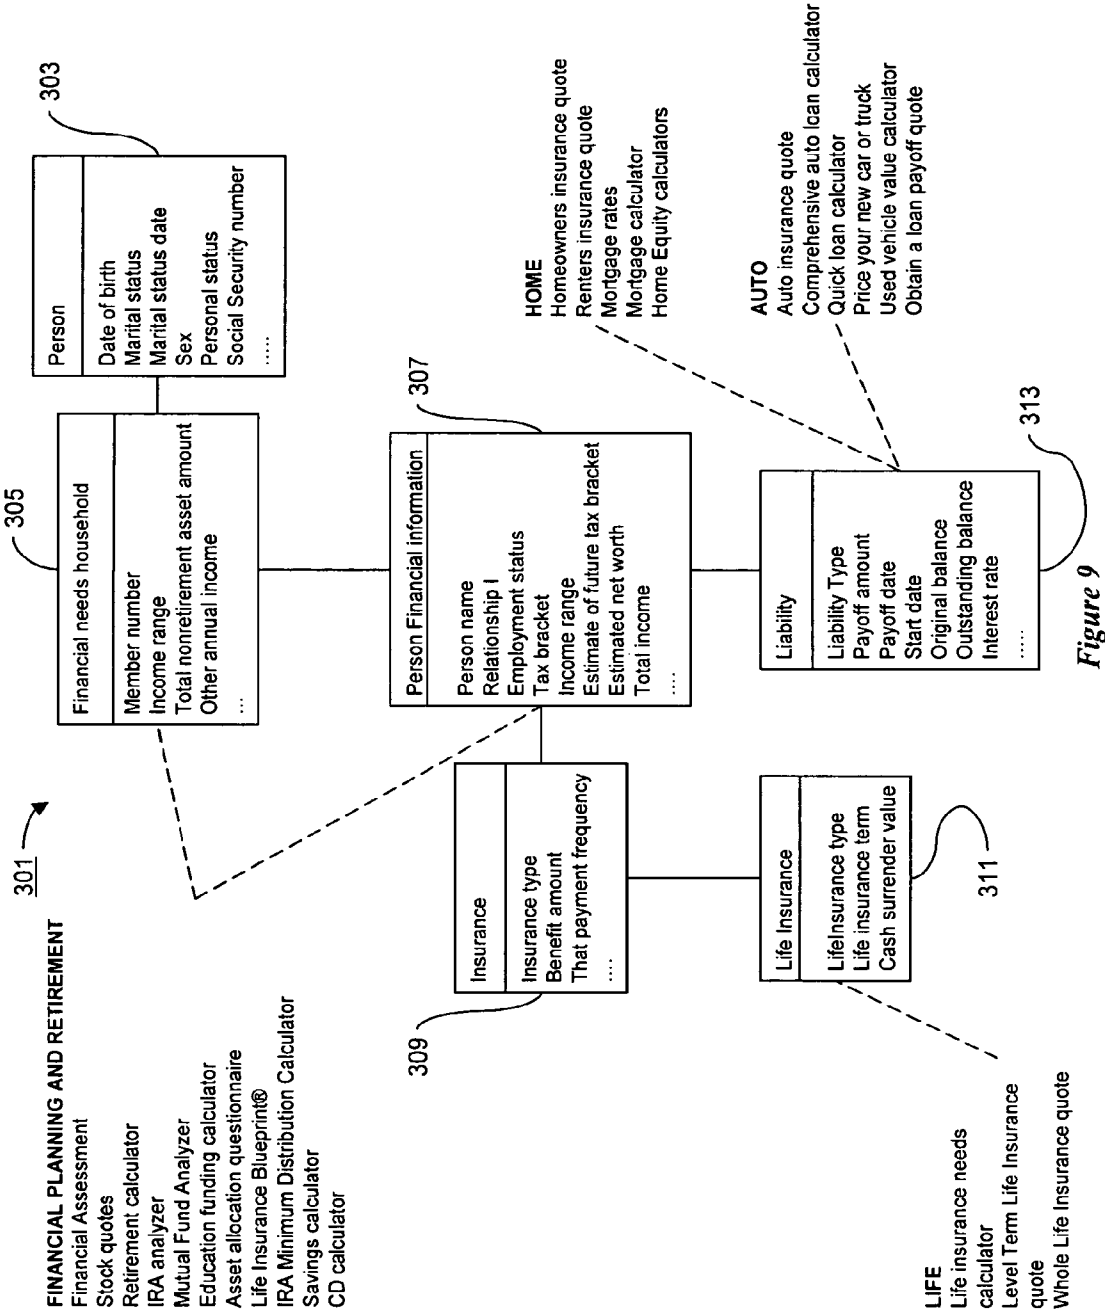 301
FINANCIAL PLANNING AND RETIREMENT
Financial Assessment
Stock quotes
Retirement calculator
IRA analyzer
Mutual Fund Analyzer
Education funding calculator
Asset allocation questionnaire
Life Insurance Blueprint®
IRA Minimum Distribution Calculator
Savings calculator
CD calculator
305
Financial needs household
Member number
Income range
Total nonretirement asset amount
Other annual income
...
303
Person
Date of birth
Marital status
Marital status date
Sex
Personal status
Social Security number
.....
307
Person Financial information
Person name
Relationship I
Employment status
Tax bracket
Income range
Estimate of future tax bracket
Estimated net worth
Total income
....
309
Insurance
Insurance type
Benefit amount
That payment frequency
....
HOME
Homeowners insurance quote
Renters insurance quote
Mortgage rates
Mortgage calculator
Home Equity calculators
AUTO
Auto insurance quote
Comprehensive auto loan calculator
Quick loan calculator
Price your new car or truck
Used vehicle value calculator
Obtain a loan payoff quote
LIFE
Life insurance needs
calculator
Level Term Life Insurance
quote
Whole Life Insurance quote
Life Insurance
LifeInsurance type
Life insurance term
Cash surrender value
311
Liability
Liability Type
Payoff amount
Payoff date
Start date
Original balance
Outstanding balance
Interest rate
.....
313
Figure 9